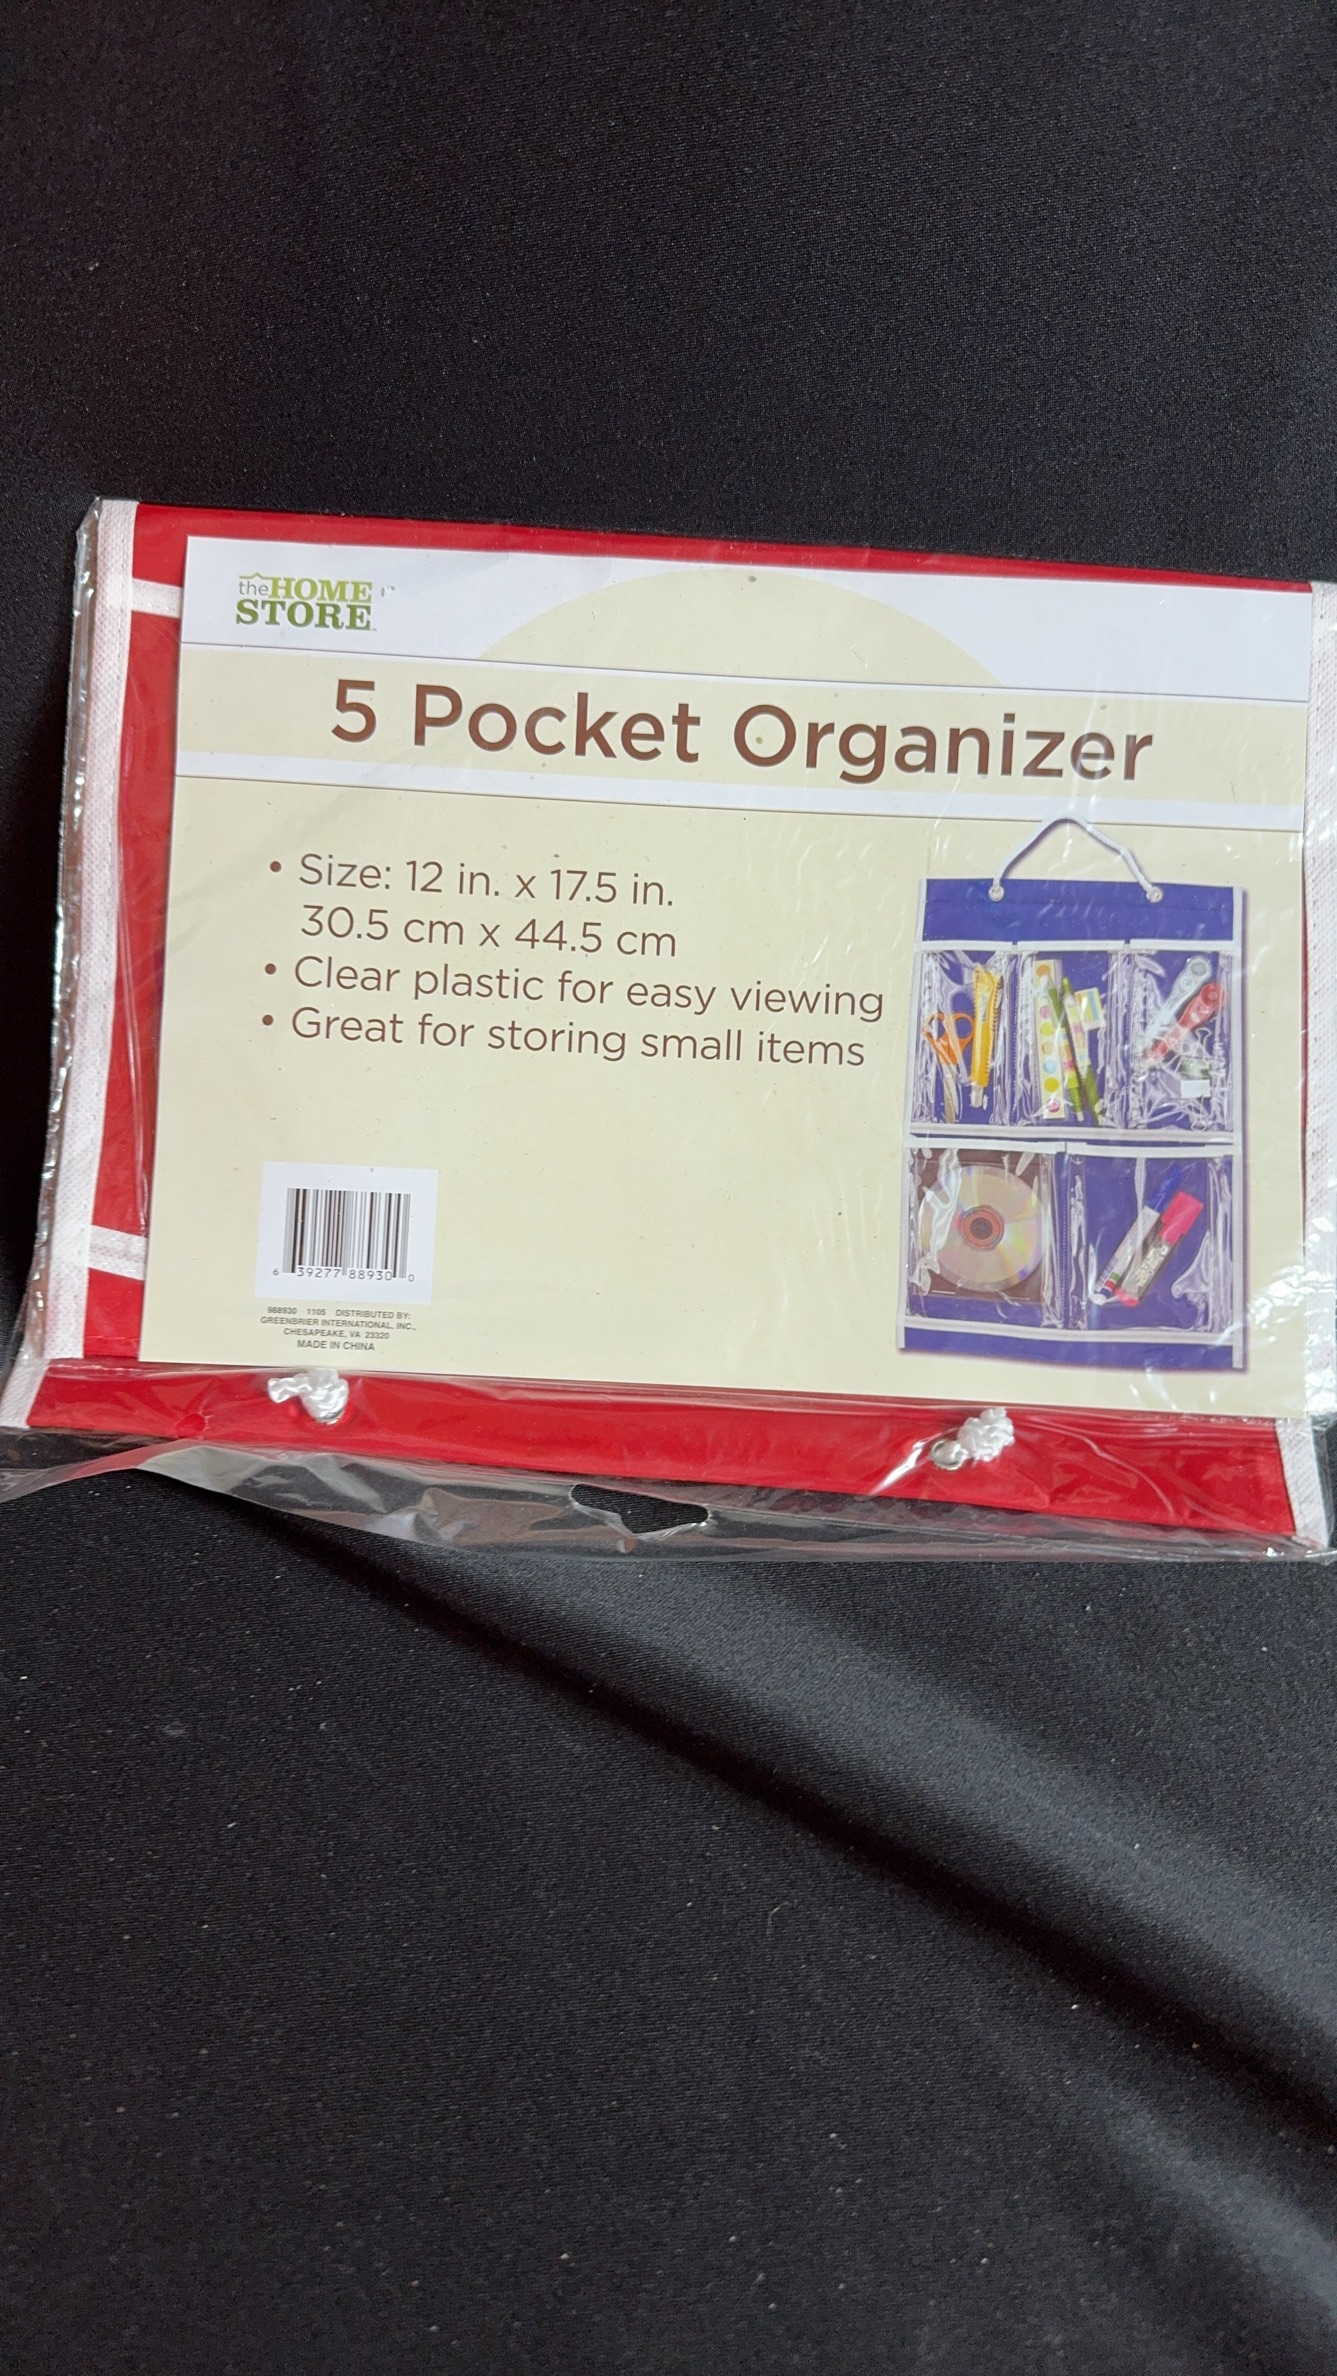 theHOME
STORE
5 Pocket Organizer
• Size: 12 in. x 17.5 in.
30.5 cm x 44.5 cm
• Clear plastic for easy viewing
• Great for storing small items
6 39277 88930 0
988930 1105 DISTRIBUTED BY:
GREENBRIER INTERNATIONAL, INC.,
CHESAPEAKE, VA 23320
MADE IN CHINA